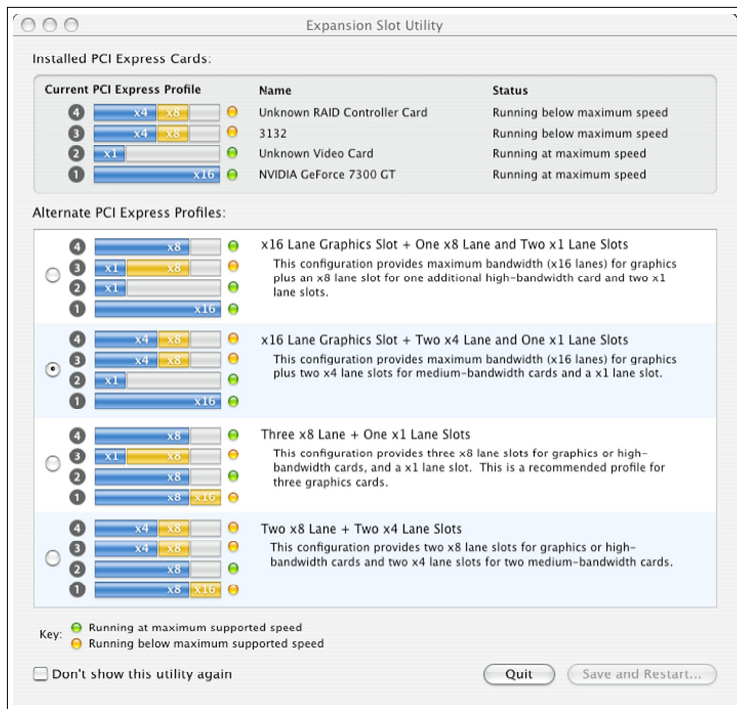 Expansion Slot Utility
Installed PCI Express Cards:
Current PCI Express Profile Name Status
4 x4 x8 Unknown RAID Controller Card Running below maximum speed
3 x4 x8 3132 Running below maximum speed
2 x1 Unknown Video Card Running at maximum speed
1 x16 NVIDIA GeForce 7300 GT Running at maximum speed
Alternate PCI Express Profiles:
4 x8
3 x1 x8
2 x1
1 x16
x16 Lane Graphics Slot + One x8 Lane and Two x1 Lane Slots
This configuration provides maximum bandwidth (x16 lanes) for graphics
plus an x8 lane slot for one additional high-bandwidth card and two x1
lane slots.
4 x4 x8
3 x4 x8
2 x1
1 x16
x16 Lane Graphics Slot + Two x4 Lane and One x1 Lane Slots
This configuration provides maximum bandwidth (x16 lanes) for graphics
plus two x4 lane slots for medium-bandwidth cards and a x1 lane slot.
4 x8
3 x1 x8
2 x8
1 x8 x16
Three x8 Lane + One x1 Lane Slots
This configuration provides three x8 lane slots for graphics or high-
bandwidth cards, and a x1 lane slot. This is a recommended profile for
three graphics cards.
4 x4 x8
3 x4 x8
2 x8
1 x8 x16
Two x8 Lane + Two x4 Lane Slots
This configuration provides two x8 lane slots for graphics or high-
bandwidth cards and two x4 lane slots for two medium-bandwidth cards.
Key: Running at maximum supported speed
Running below maximum supported speed
Don't show this utility again
Quit
Save and Restart...